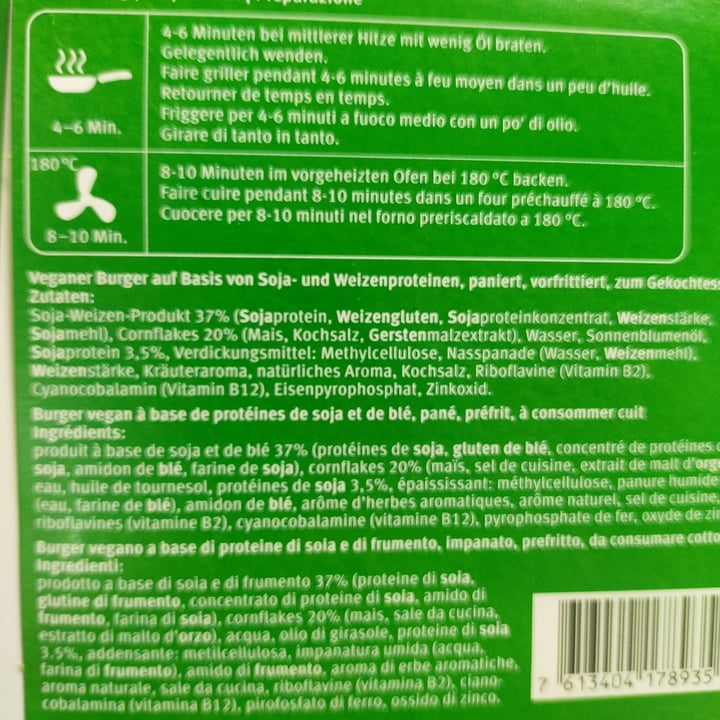 Preparazione
4-6 Minuten bei mittlerer Hitze mit wenig Öl braten.
Gelegentlich wenden.
Faire griller pendant 4-6 minutes à feu moyen dans un peu d'huile.
Retourner de temps en temps.
Friggere per 4-6 minuti a fuoco medio con un po' di olio.
Girare di tanto in tanto.
4-6 Min.
180 °C
8-10 Minuten im vorgeheizten Ofen bei 180 °C backen.
Faire cuire pendant 8-10 minutes dans un four préchauffé à 180 °C.
Cuocere per 8-10 minuti nel forno preriscaldato a 180 °C.
8-10 Min.
Veganer Burger auf Basis von Soja- und Weizenproteinen, paniert, vorfrittiert, zum Gekochtess
Zutaten:
Soja-Weizen-Produkt 37% (Sojaprotein, Weizengluten, Sojaproteinkonzentrat, Weizenstärke,
Sojamehl), Cornflakes 20% (Mais, Kochsalz, Gerstenmalzextrakt), Wasser, Sonnenblumenöl,
Sojaprotein 3,5%, Verdickungsmittel: Methylcellulose, Nasspanade (Wasser, Weizenmehl),
Weizenstärke, Kräuteraroma, natürliches Aroma, Kochsalz, Riboflavine (Vitamin B2),
Cyanocobalamin (Vitamin B12), Eisenpyrophosphat, Zinkoxid.
Burger vegan à base de protéines de soja et de blé, pané, préfrit, à consommer cuit
Ingrédients:
produit à base de soja et de blé 37% (protéines de soja, gluten de blé, concentré de protéines d
soja, amidon de blé, farine de soja), cornflakes 20% (maïs, sel de cuisine, extrait de malt d'org
eau, huile de tournesol, protéines de soja 3,5%, épaississant: méthylcellulose, panure humide
(eau, farine de blé), amidon de blé, arôme d'herbes aromatiques, arôme naturel, sel de cuisine,
riboflavines (vitamine B2), cyanocobalamine (vitamine B12), pyrophosphate de fer, oxyde de zin
Burger vegano a base di proteine di soia e di frumento, impanato, prefritto, da consumare cotto
Ingredienti:
prodotto a base di soia e di frumento 37% (proteine di soia,
glutine di frumento, concentrato di proteine di soia, amido di
frumento, farina di soia), cornflakes 20% (mais, sale da cucina,
estratto di malto d'orzo), acqua, olio di girasole, proteine di soia
3.5%, addensante: metilcellulosa, impanatura umida (acqua,
farina di frumento), amido di frumento, aroma di erbe aromatiche,
aroma naturale, sale da cucina, riboflavine (vitamina B2), ciano-
cobalamina (vitamina B12), pirofosfato di ferro, ossido di zinco.
7 613404 178935